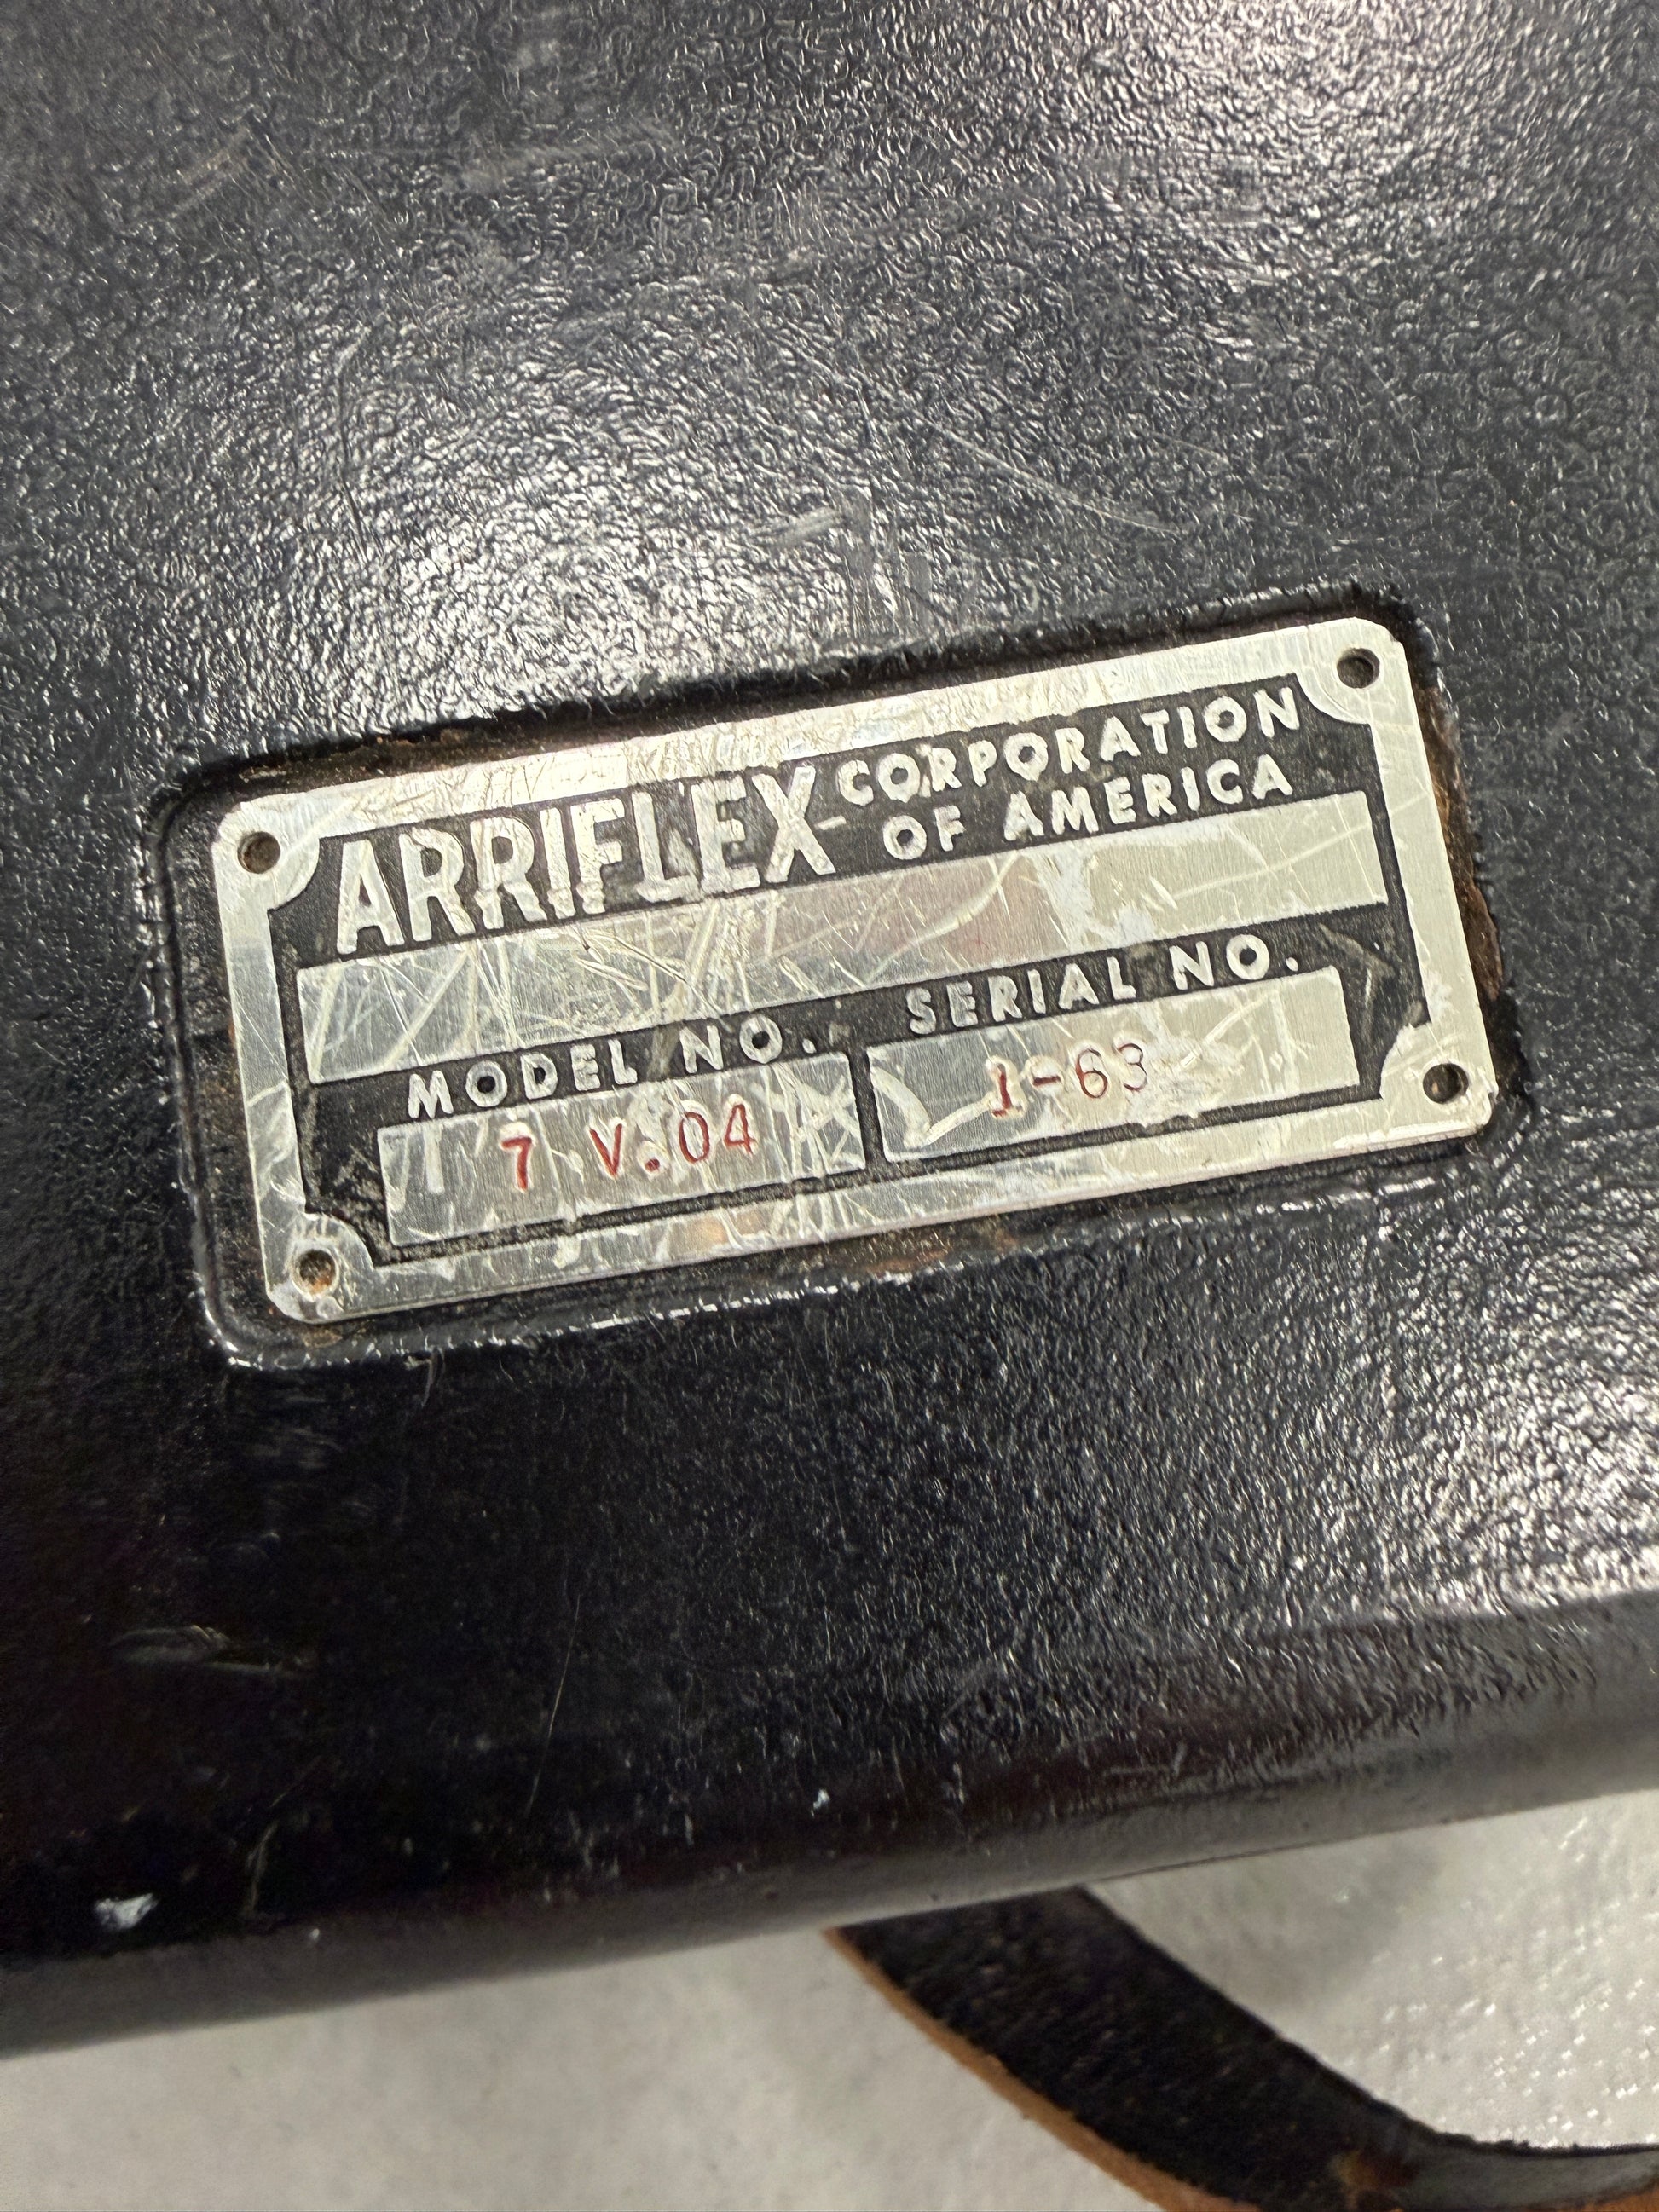 ARRIFLEX CORPORATION
OF AMERICA
MODEL NO. SERIAL NO.
7 V.04 1-63